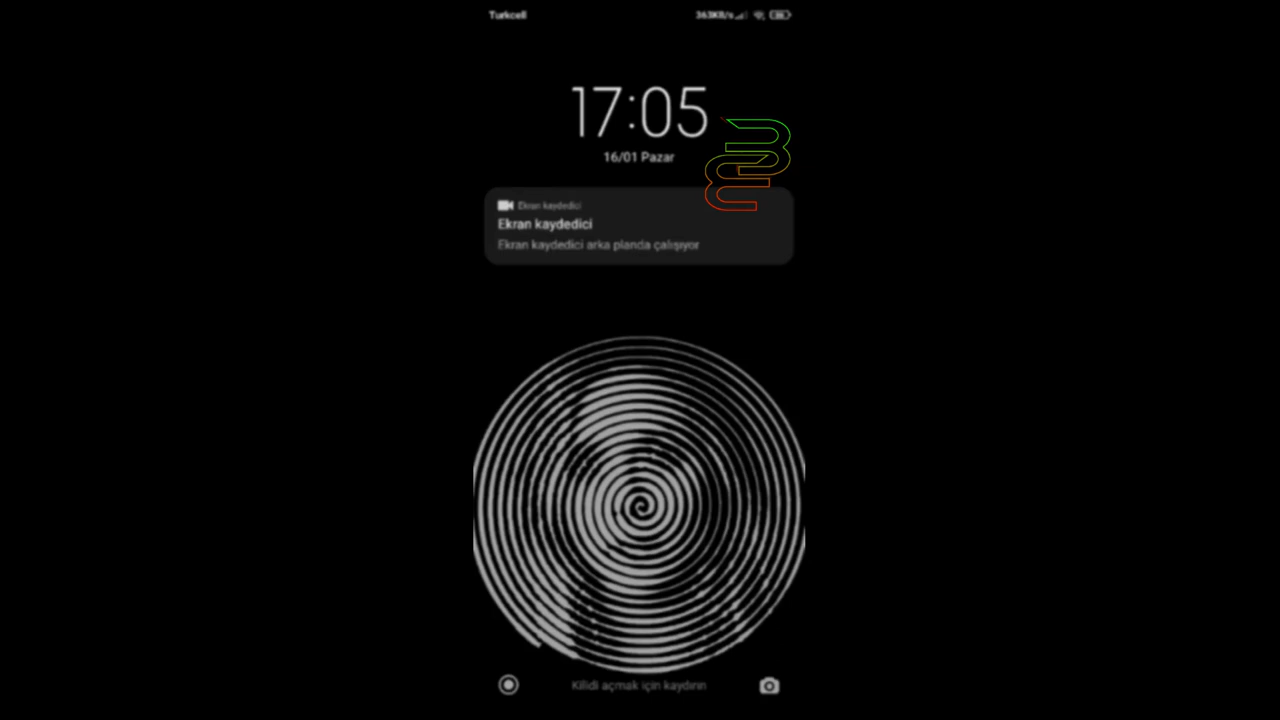 Turkcell 363KB/s
17:05
16/01 Pazar
Ekran kaydedici
Ekran kaydedici
Ekran kaydedici arka planda çalışıyor
Kilidi açmak için kaydırın